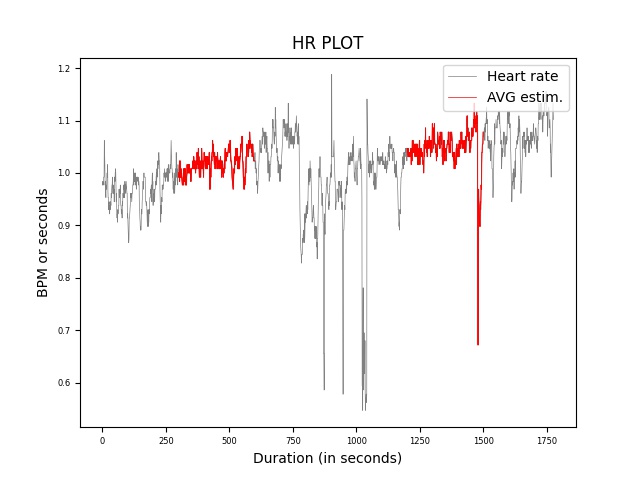 HR PLOT
Heart rate
AVG estim.
BPM or seconds
1.2
1.1
1.0
0.9
0.8
0.7
0.6
0 250 500 750 1000 1250 1500 1750
Duration (in seconds)